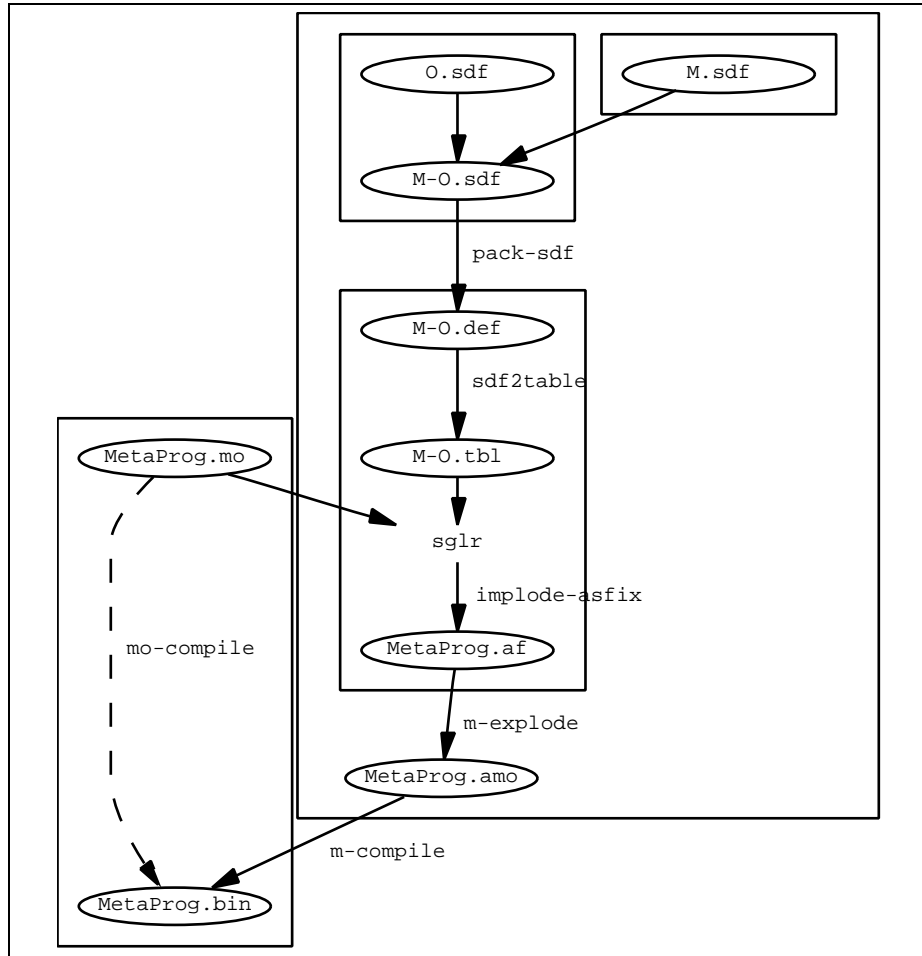 O.sdf
M.sdf
M-O.sdf
pack-sdf
M-O.def
sdf2table
MetaProg.mo
M-O.tbl
sglr
implode-asfix
mo-compile
MetaProg.af
m-explode
MetaProg.amo
m-compile
MetaProg.bin